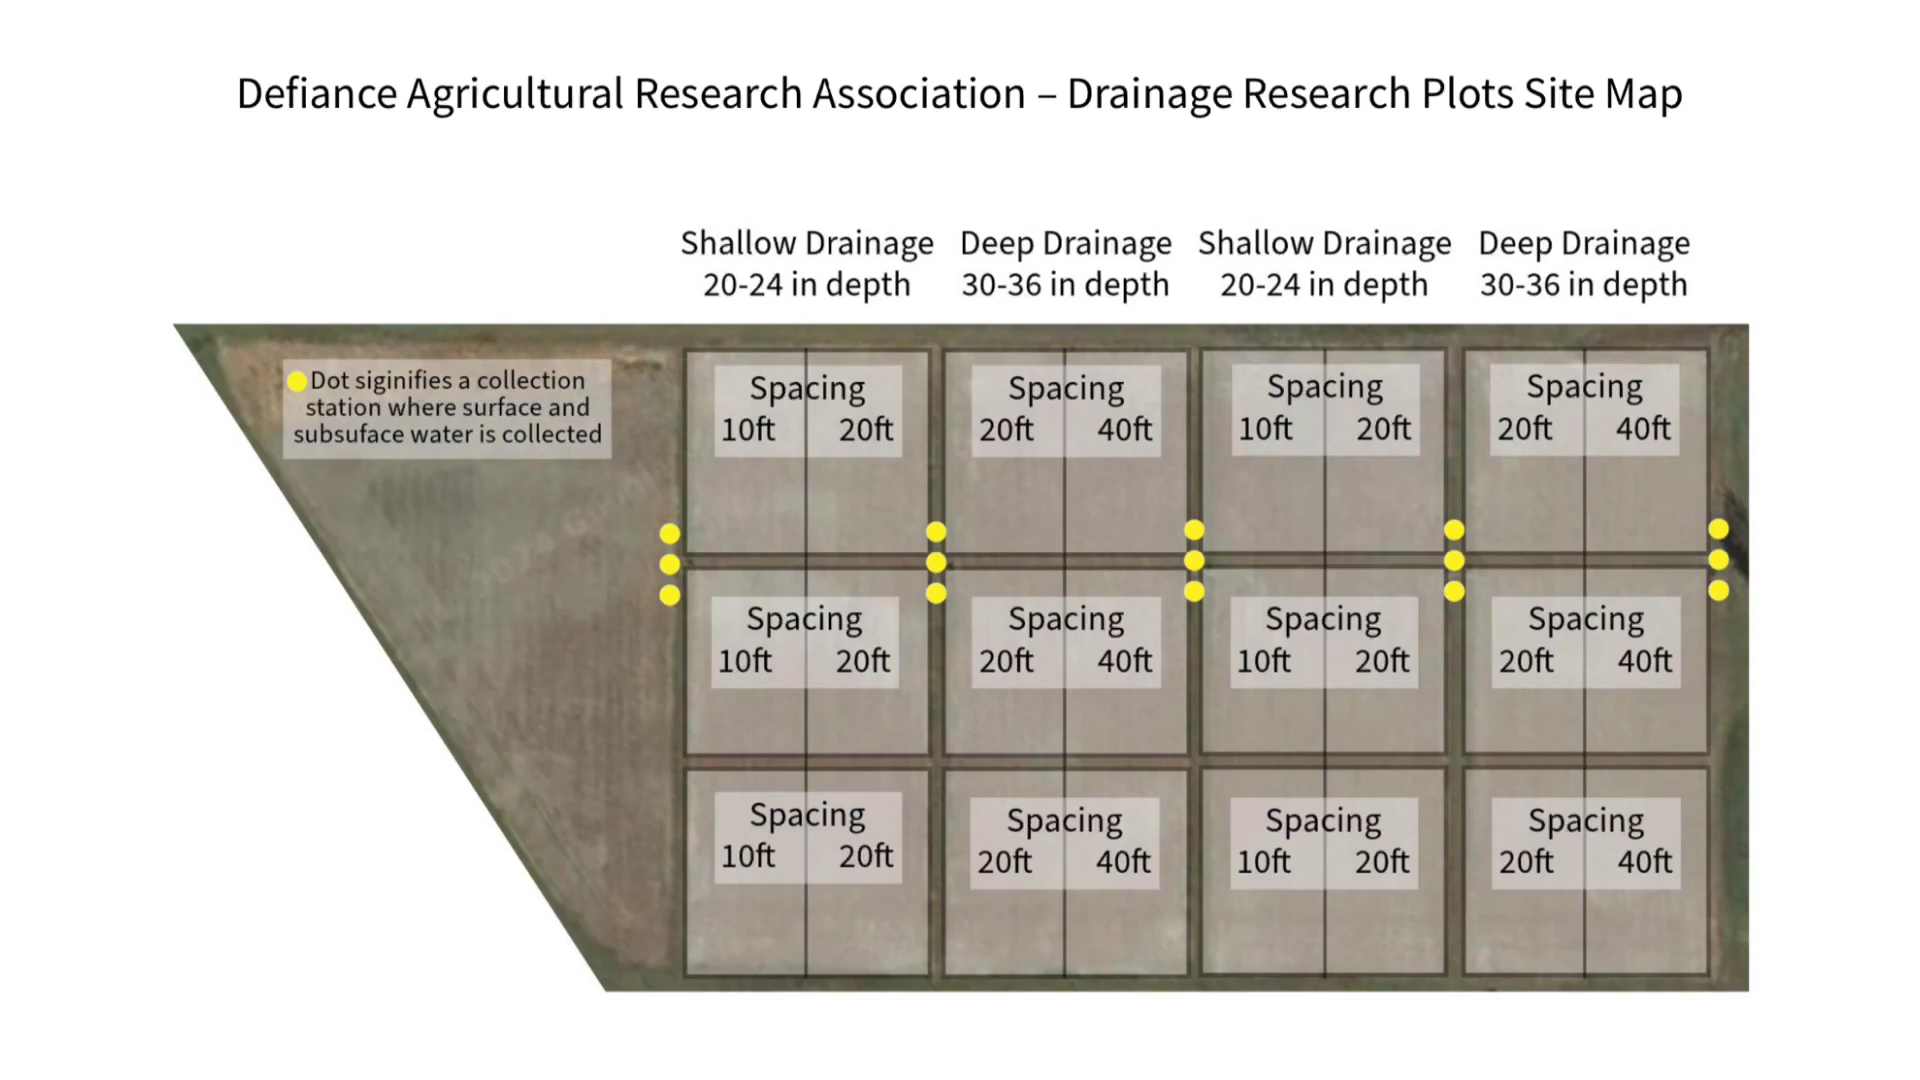 Defiance Agricultural Research Association – Drainage Research Plots Site Map
Shallow Drainage
20-24 in depth
Deep Drainage
30-36 in depth
Shallow Drainage
20-24 in depth
Deep Drainage
30-36 in depth
Dot siginifies a collection
station where surface and
subsuface water is collected
Spacing
10ft 20ft
Spacing
20ft 40ft
Spacing
10ft 20ft
Spacing
20ft 40ft
Spacing
10ft 20ft
Spacing
20ft 40ft
Spacing
10ft 20ft
Spacing
20ft 40ft
Spacing
10ft 20ft
Spacing
20ft 40ft
Spacing
10ft 20ft
Spacing
20ft 40ft